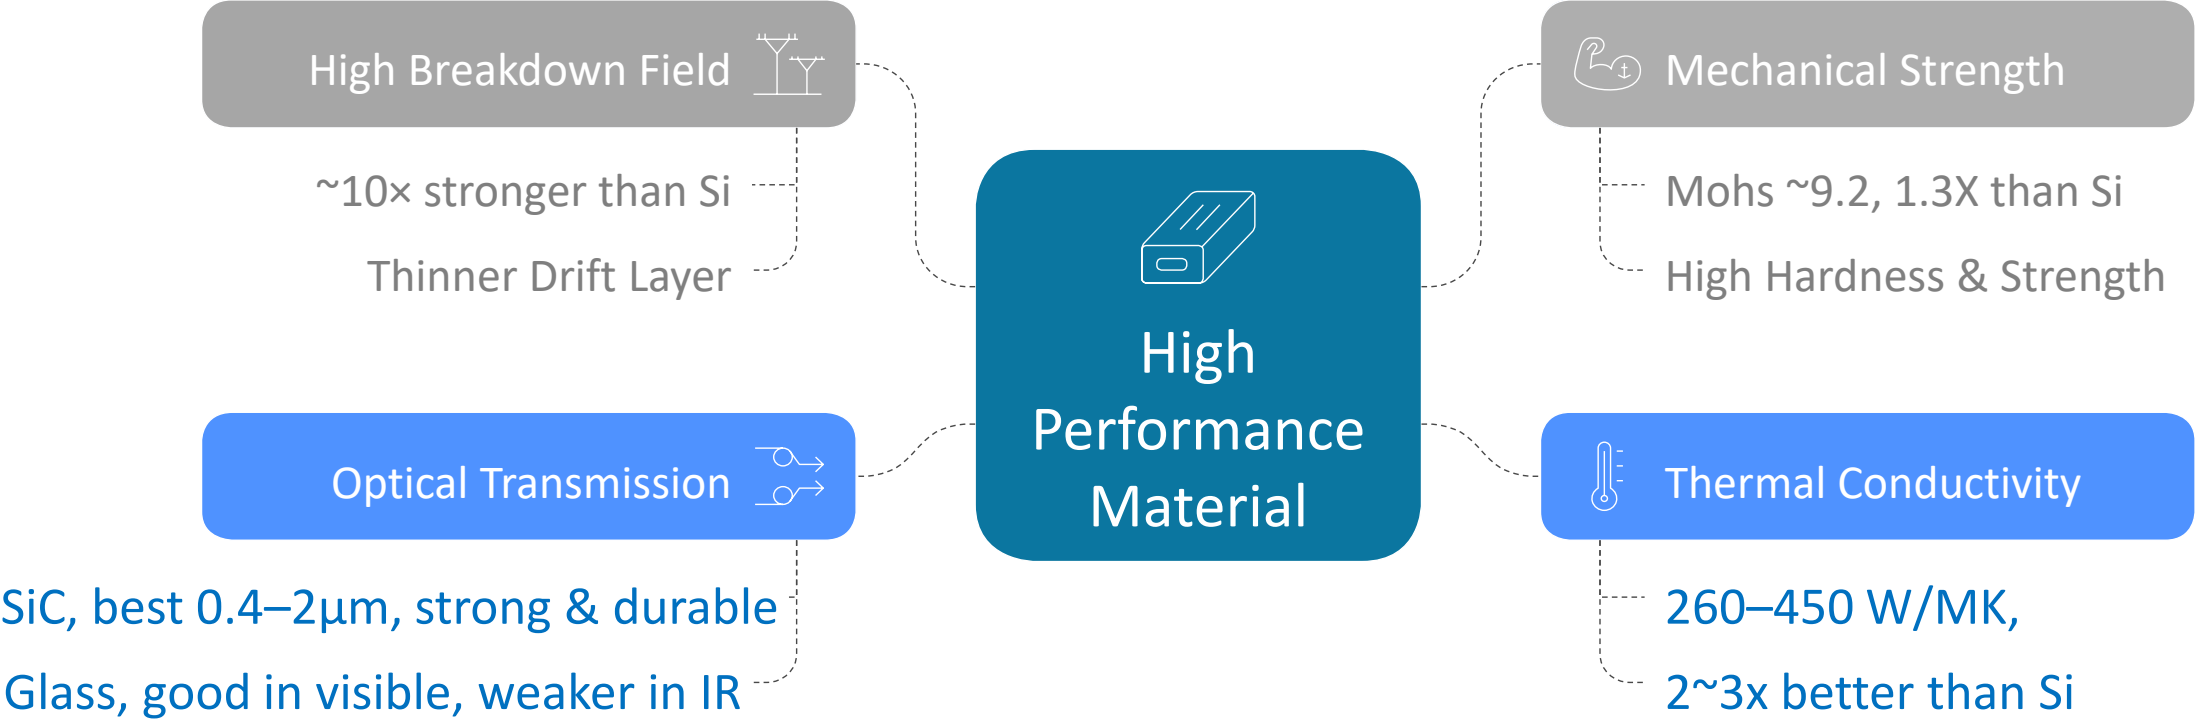 High Breakdown Field
~10× stronger than Si
Thinner Drift Layer
Optical Transmission
SiC, best 0.4–2μm, strong & durable
Glass, good in visible, weaker in IR
High
Performance
Material
Mechanical Strength
Mohs ~9.2, 1.3X than Si
High Hardness & Strength
Thermal Conductivity
260–450 W/MK,
2~3x better than Si